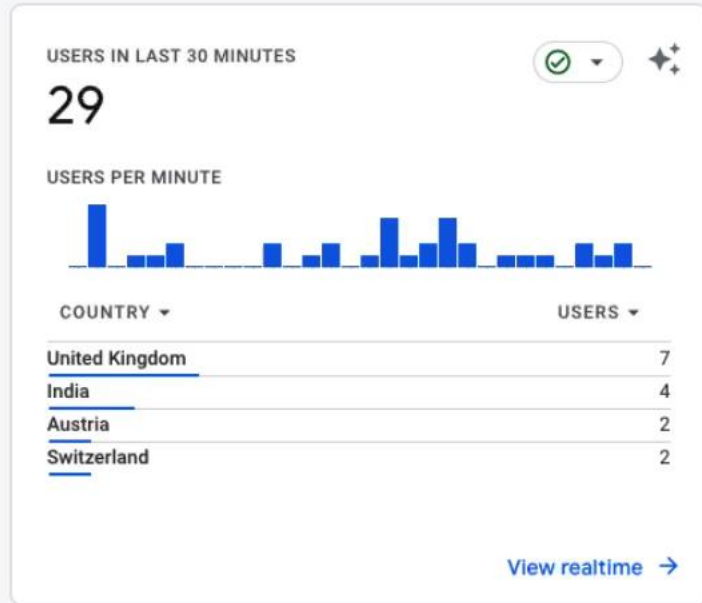 USERS IN LAST 30 MINUTES
29
USERS PER MINUTE
COUNTRY USERS
United Kingdom 7
India 4
Austria 2
Switzerland 2
View realtime